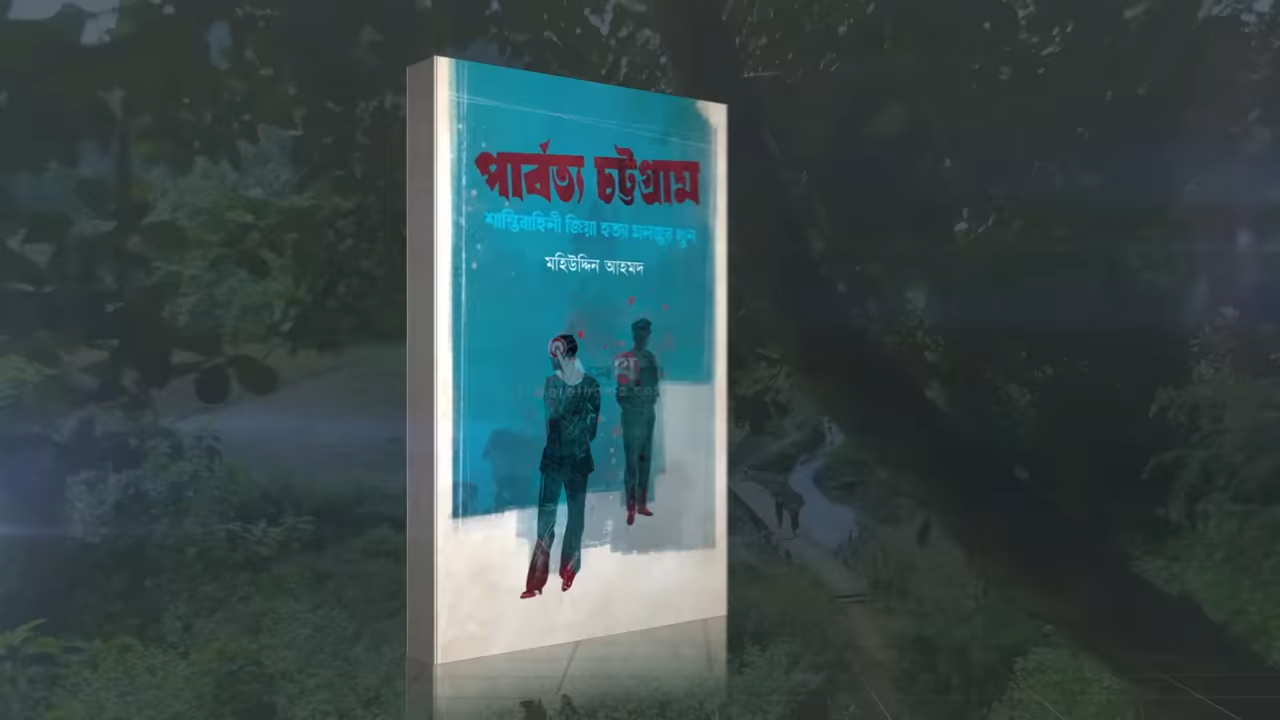 পার্বত্য চট্টগ্রাম
শান্তিবাহিনী জিয়া হত্যা মনজুর খুন
মহিউদ্দিন আহমদ